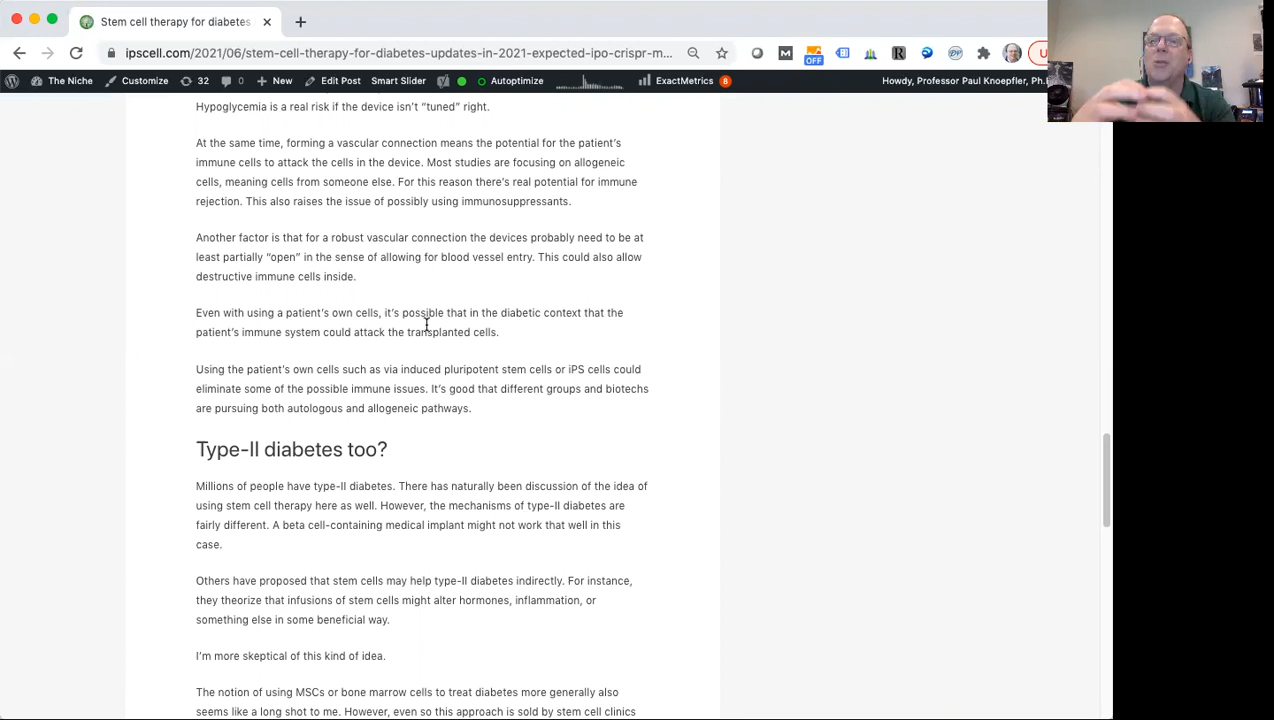 Stem cell therapy for diabetes
ipscell.com/2021/06/stem-cell-therapy-for-diabetes-updates-in-2021-expected-ipo-crispr-m...
M
OFF
R
DP
U
The Niche
Customize
32
0
New
Edit Post
Smart Slider
Autoptimize
ExactMetrics
8
Howdy, Professor Paul Knoepfler, Ph.
Hypoglycemia is a real risk if the device isn’t “tuned” right.
At the same time, forming a vascular connection means the potential for the patient’s
immune cells to attack the cells in the device. Most studies are focusing on allogeneic
cells, meaning cells from someone else. For this reason there’s real potential for immune
rejection. This also raises the issue of possibly using immunosuppressants.
Another factor is that for a robust vascular connection the devices probably need to be at
least partially “open” in the sense of allowing for blood vessel entry. This could also allow
destructive immune cells inside.
Even with using a patient’s own cells, it’s possible that in the diabetic context that the
patient’s immune system could attack the transplanted cells.
Using the patient’s own cells such as via induced pluripotent stem cells or iPS cells could
eliminate some of the possible immune issues. It’s good that different groups and biotechs
are pursuing both autologous and allogeneic pathways.
Type-II diabetes too?
Millions of people have type-II diabetes. There has naturally been discussion of the idea of
using stem cell therapy here as well. However, the mechanisms of type-II diabetes are
fairly different. A beta cell-containing medical implant might not work that well in this
case.
Others have proposed that stem cells may help type-II diabetes indirectly. For instance,
they theorize that infusions of stem cells might alter hormones, inflammation, or
something else in some beneficial way.
I’m more skeptical of this kind of idea.
The notion of using MSCs or bone marrow cells to treat diabetes more generally also
seems like a long shot to me. However, even so this approach is sold by stem cell clinics